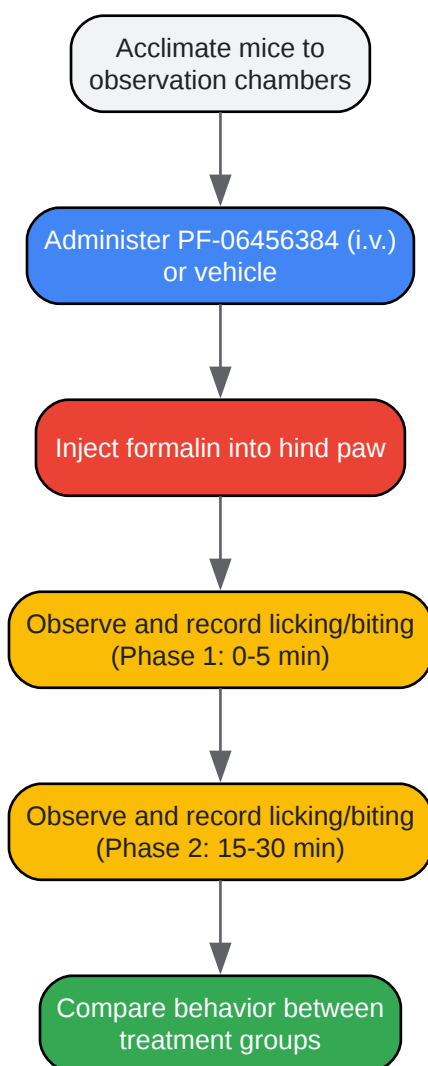 Acclimate mice to
observation chambers
Administer PF-06456384 (i.v.)
or vehicle
Inject formalin into hind paw
Observe and record licking/biting
(Phase 1: 0-5 min)
Observe and record licking/biting
(Phase 2: 15-30 min)
Compare behavior between
treatment groups